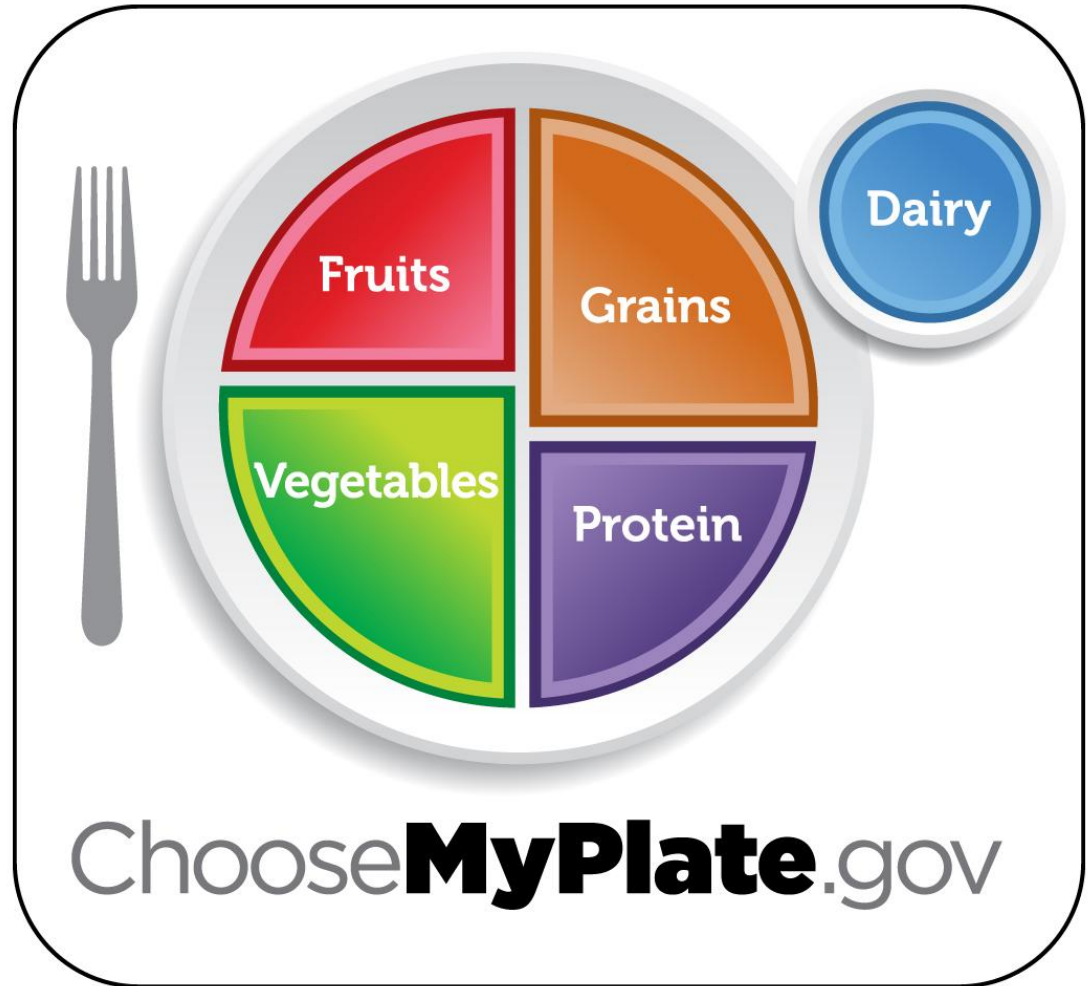 Fruits
Grains
Dairy
Vegetables
Protein
ChooseMyPlate.gov